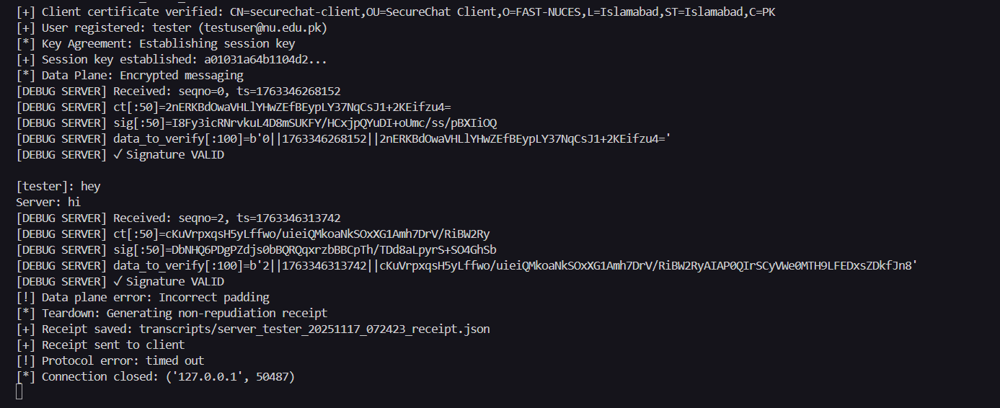 [+] Client certificate verified: CN=securechat-client,OU=SecureChat Client,O=FAST-NUCES,L=Islamabad,ST=Islamabad,C=PK
[+] User registered: tester (testuser@nu.edu.pk)
[*] Key Agreement: Establishing session key
[+] Session key established: a01031a64b1104d2...
[*] Data Plane: Encrypted messaging
[DEBUG SERVER] Received: seqno=0, ts=1763346268152
[DEBUG SERVER] ct[:50]=2nERKBdOwaVHLlYHwZEfBEypLY37NqCsJ1+2KEifzu4=
[DEBUG SERVER] sig[:50]=I8Fy3icRNrvkuL4D8mSUKFY/HCxjpQYuDI+oUmc/ss/pBXIiOQ
[DEBUG SERVER] data_to_verify[:100]=b'0||1763346268152||2nERKBdOwaVHLlYHwZEfBEypLY37NqCsJ1+2KEifzu4='
[DEBUG SERVER] ✓ Signature VALID
[tester]: hey
Server: hi
[DEBUG SERVER] Received: seqno=2, ts=1763346313742
[DEBUG SERVER] ct[:50]=cKuVrpxqsH5yLffwo/uieiQMkoaNkSOxXG1Amh7DrV/RiBW2Ry
[DEBUG SERVER] sig[:50]=DbNHQ6PDgPZdjs0bBQRQqxrzbBBCpTh/TDd8aLpyrS+SO4GhSb
[DEBUG SERVER] data_to_verify[:100]=b'2||1763346313742||cKuVrpxqsH5yLffwo/uieiQMkoaNkSOxXG1Amh7DrV/RiBW2RyAIAP0QIrSCyVWe0MTH9LFEDxsZDkfJn8'
[DEBUG SERVER] ✓ Signature VALID
[!] Data plane error: Incorrect padding
[*] Teardown: Generating non-repudiation receipt
[+] Receipt saved: transcripts/server_tester_20251117_072423_receipt.json
[+] Receipt sent to client
[!] Protocol error: timed out
[*] Connection closed: ('127.0.0.1', 50487)